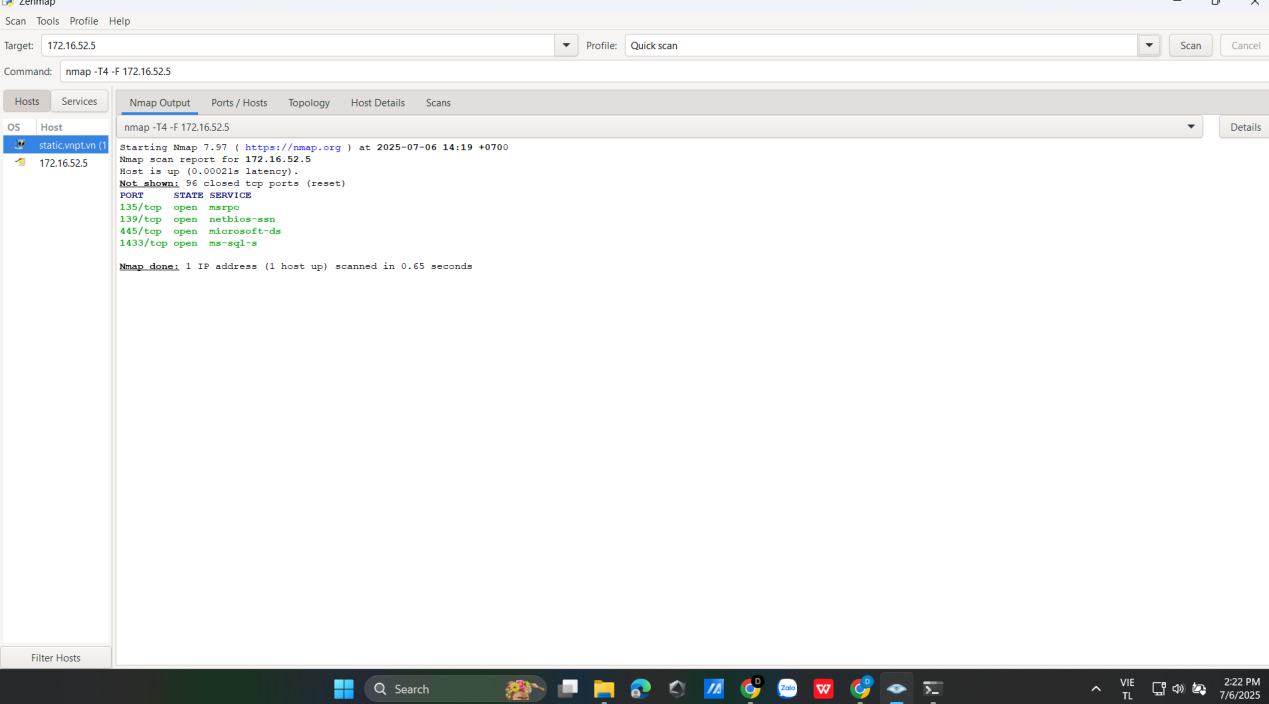 Zenmap
Scan Tools Profile Help
Target: 172.16.52.5 Profile: Quick scan Scan Cancel
Command: nmap -T4 -F 172.16.52.5
Hosts Services Nmap Output Ports / Hosts Topology Host Details Scans
OS Host
nmap -T4 -F 172.16.52.5 Details
static.vnpt.vn (1
172.16.52.5
Starting Nmap 7.97 ( https://nmap.org ) at 2025-07-06 14:19 +0700
Nmap scan report for 172.16.52.5
Host is up (0.00021s latency).
Not shown: 96 closed tcp ports (reset)
PORT STATE SERVICE
135/tcp open msrpc
139/tcp open netbios-ssn
445/tcp open microsoft-ds
1433/tcp open ms-sql-s
Nmap done: 1 IP address (1 host up) scanned in 0.65 seconds
Filter Hosts
Search
D
Zalo
W
D
VIE
TL
2:22 PM
7/6/2025